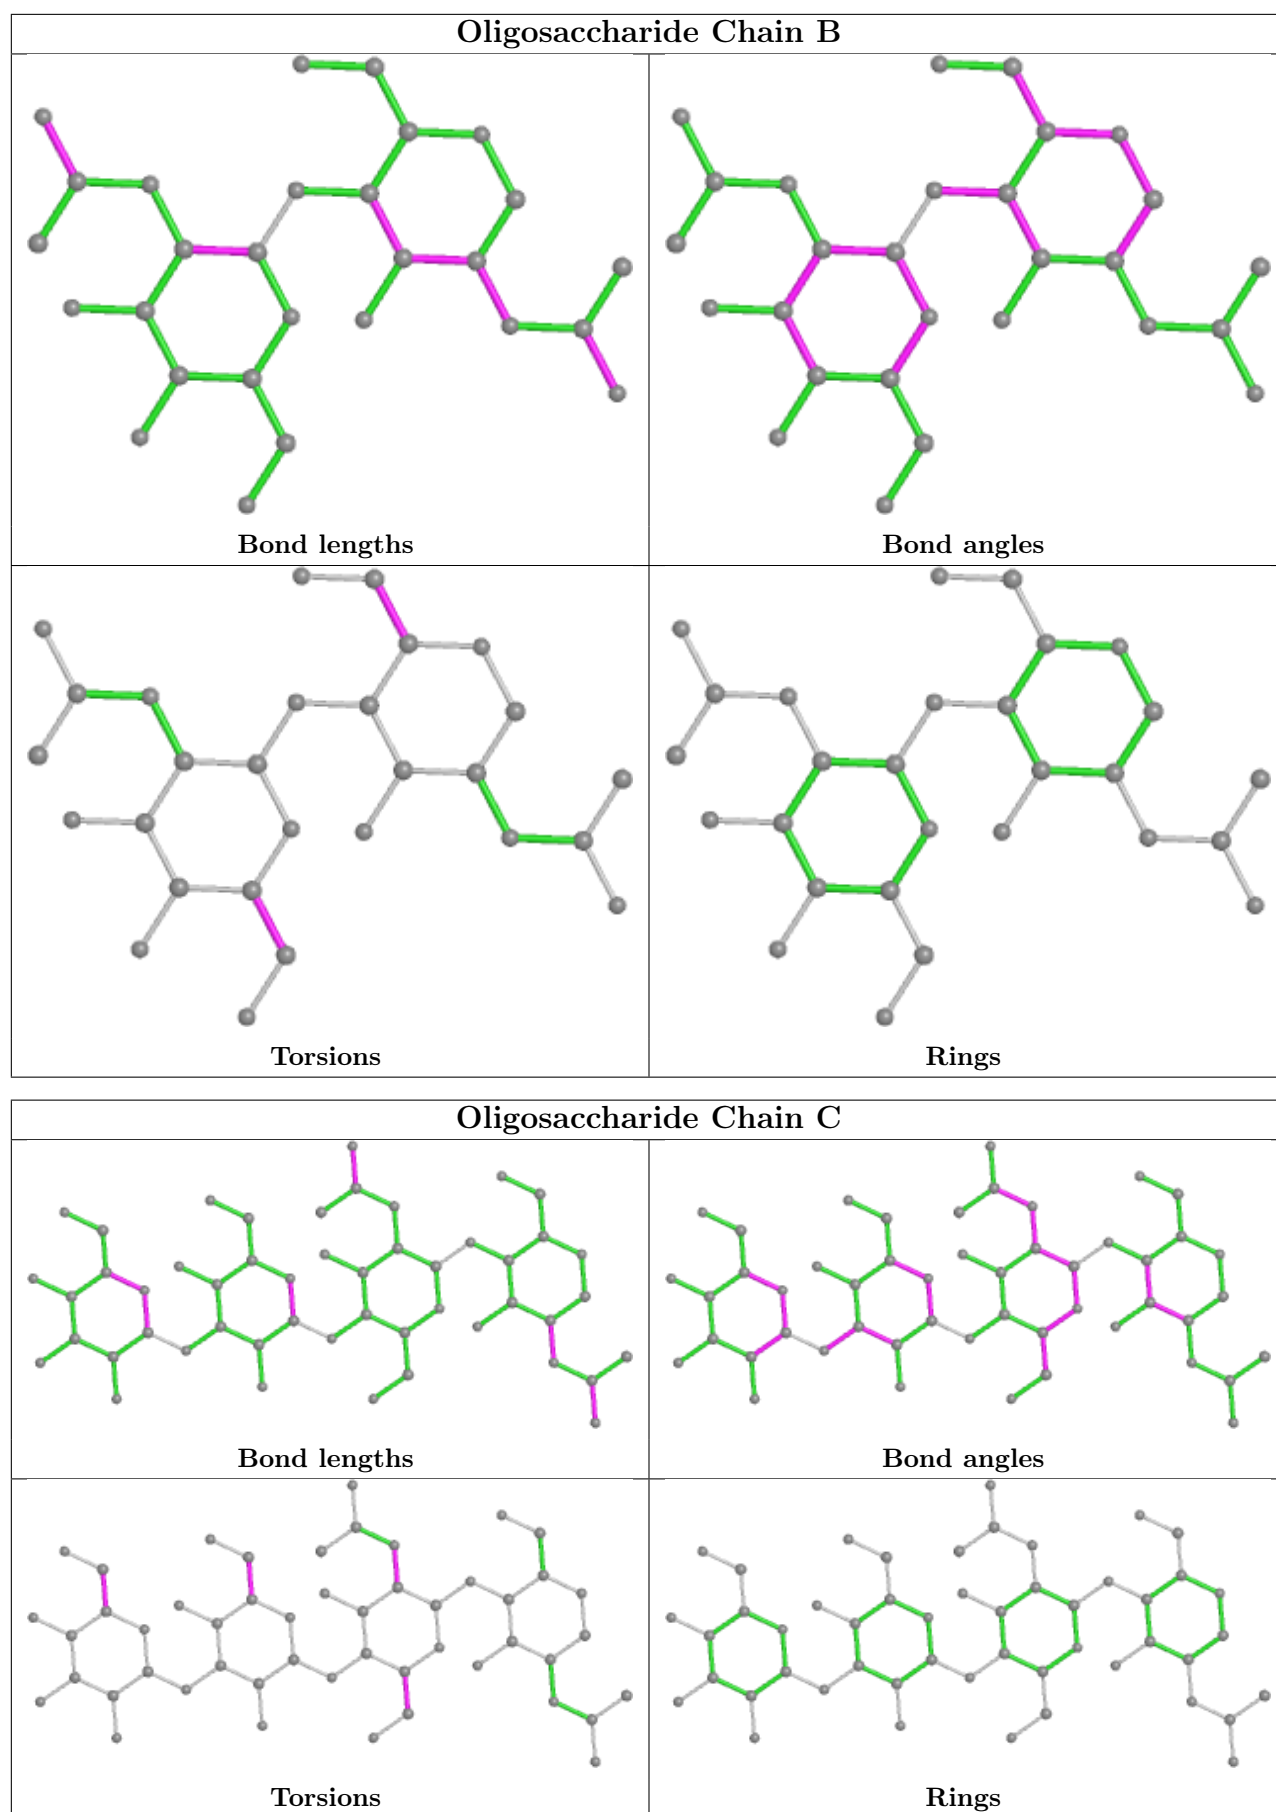 Oligosaccharide Chain B
Bond lengths
Bond angles
Torsions
Rings
Oligosaccharide Chain C
Bond lengths
Bond angles
Torsions
Rings